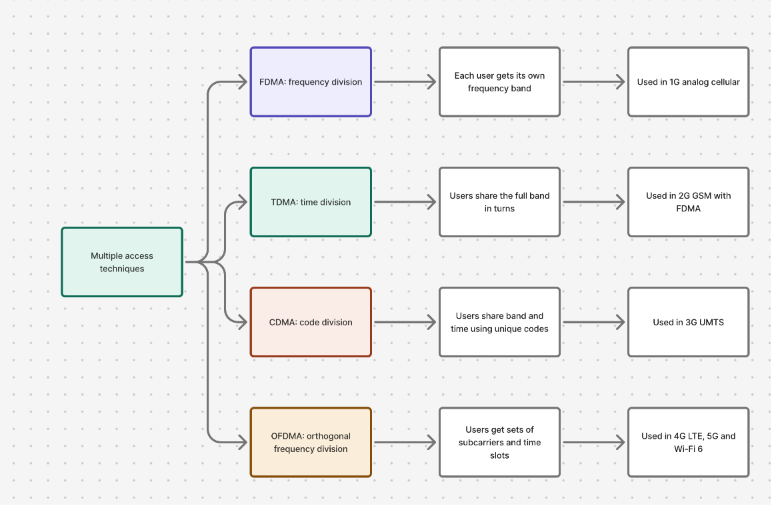 FDMA: frequency division
Each user gets its own
frequency band
Used in 1G analog cellular
TDMA: time division
Users share the full band
in turns
Used in 2G GSM with
FDMA
Multiple access
techniques
CDMA: code division
Users share band and
time using unique codes
Used in 3G UMTS
OFDMA: orthogonal
frequency division
Users get sets of
subcarriers and time
slots
Used in 4G LTE, 5G and
Wi-Fi 6